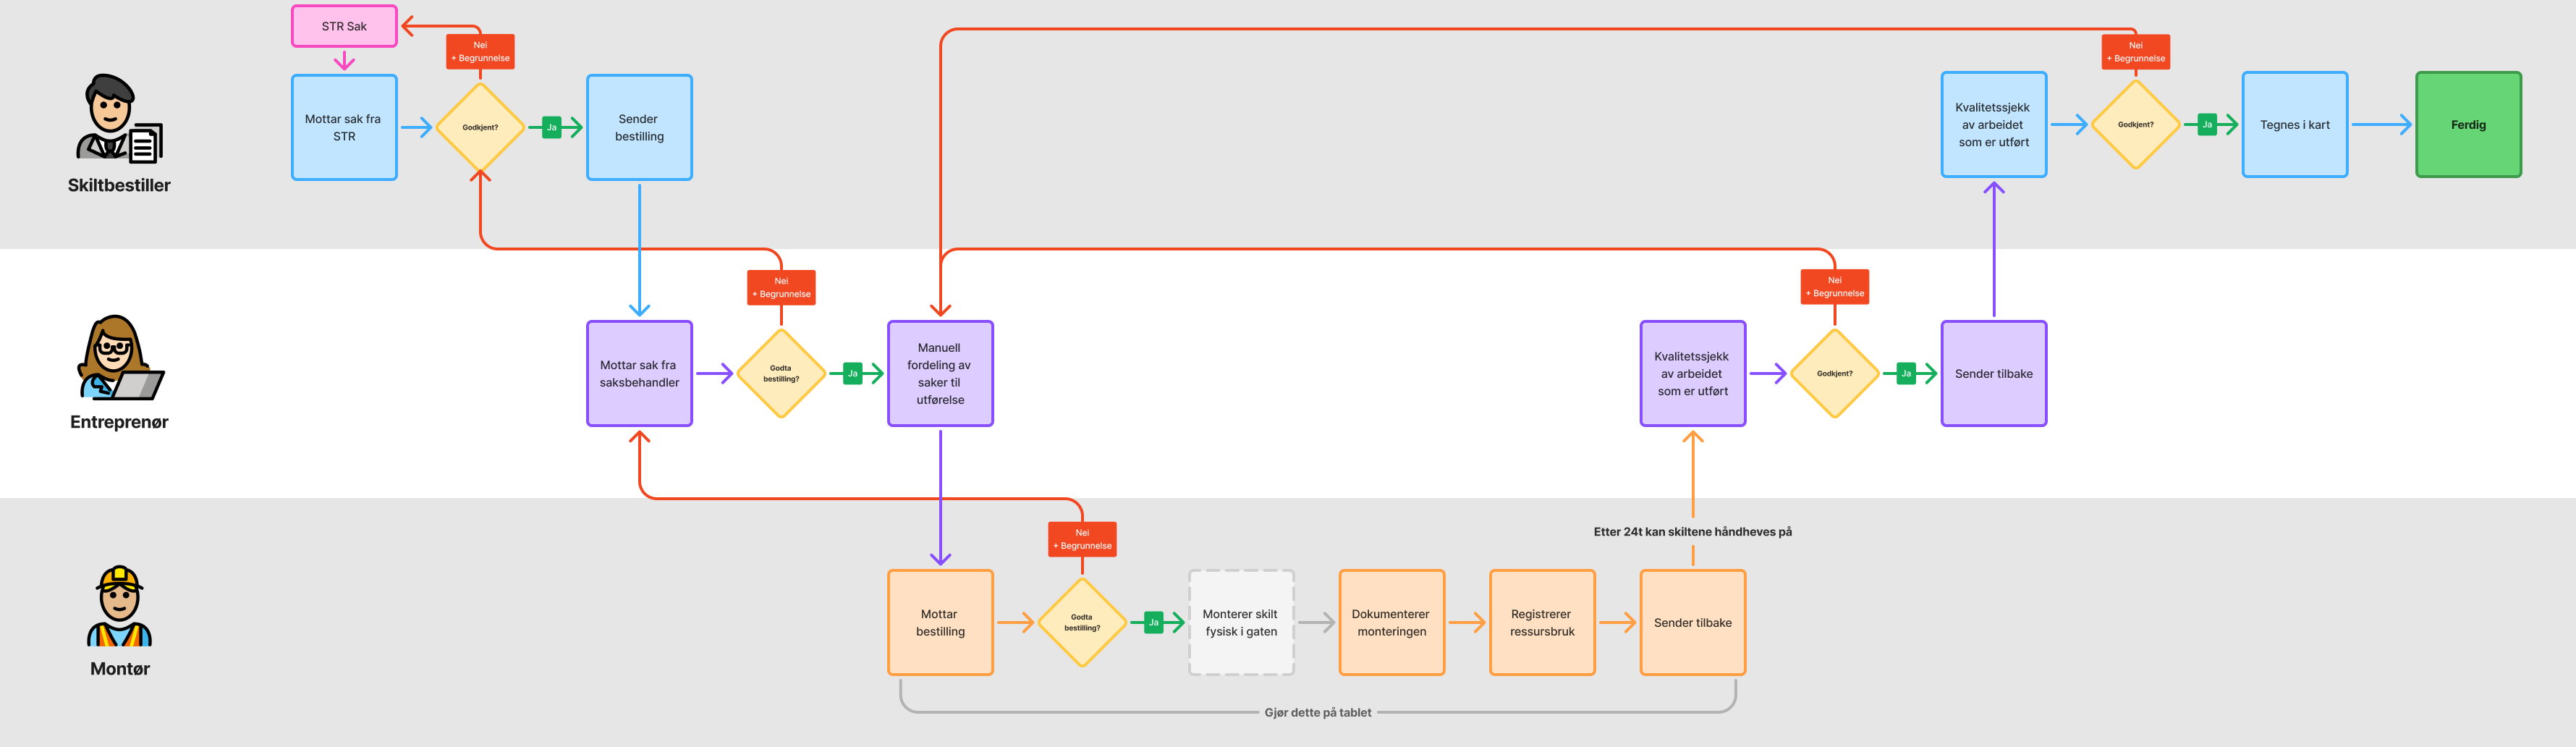 STR Sak
Nei
+ Begrunnelse
Nei
+ Begrunnelse
Mottar sak fra
STR
Godkjent?
Ja
Sender
bestilling
Kvalitetssjekk
av arbeidet
som er utført
Godkjent?
Ja
Tegnes i kart
Ferdig
Skiltbestiller
Nei
+ Begrunnelse
Nei
+ Begrunnelse
Mottar sak fra
saksbehandler
Godta
bestilling?
Ja
Manuell
fordeling av
saker til
utførelse
Kvalitetssjekk
av arbeidet
som er utført
Godkjent?
Ja
Sender tilbake
Entreprenør
Nei
+ Begrunnelse
Etter 24t kan skiltene håndheves på
Mottar
bestilling
Godta
bestilling?
Ja
Monterer skilt
fysisk i gaten
Dokumenterer
monteringen
Registrerer
ressursbruk
Sender tilbake
Montør
Gjør dette på tablet